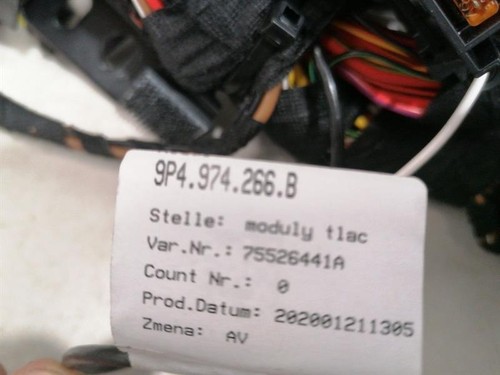 9P4.974.266.B
Stelle: moduly tlac
Var.Nr.: 75526441A
Count Nr.: 0
Prod.Datum: 202001211305
Zmena: AV